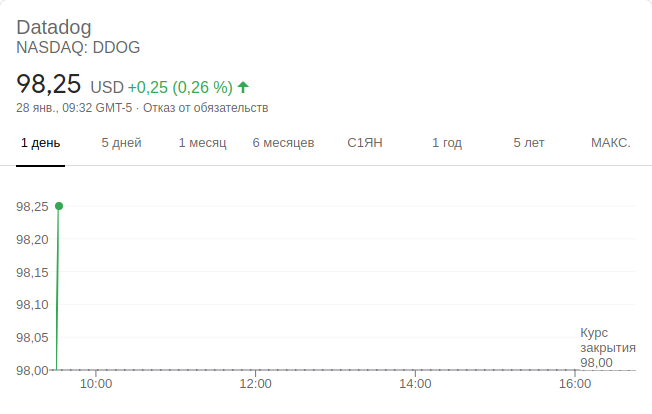 Datadog
NASDAQ: DDOG
98,25 USD +0,25 (0,26 %)
28 янв., 09:32 GMT-5 · Отказ от обязательств
1 день 5 дней 1 месяц 6 месяцев С1ЯН 1 год 5 лет МАКС.
98,25
98,20
98,15
98,10
98,05
98,00
Курс
закрытия
98,00
10:00 12:00 14:00 16:00